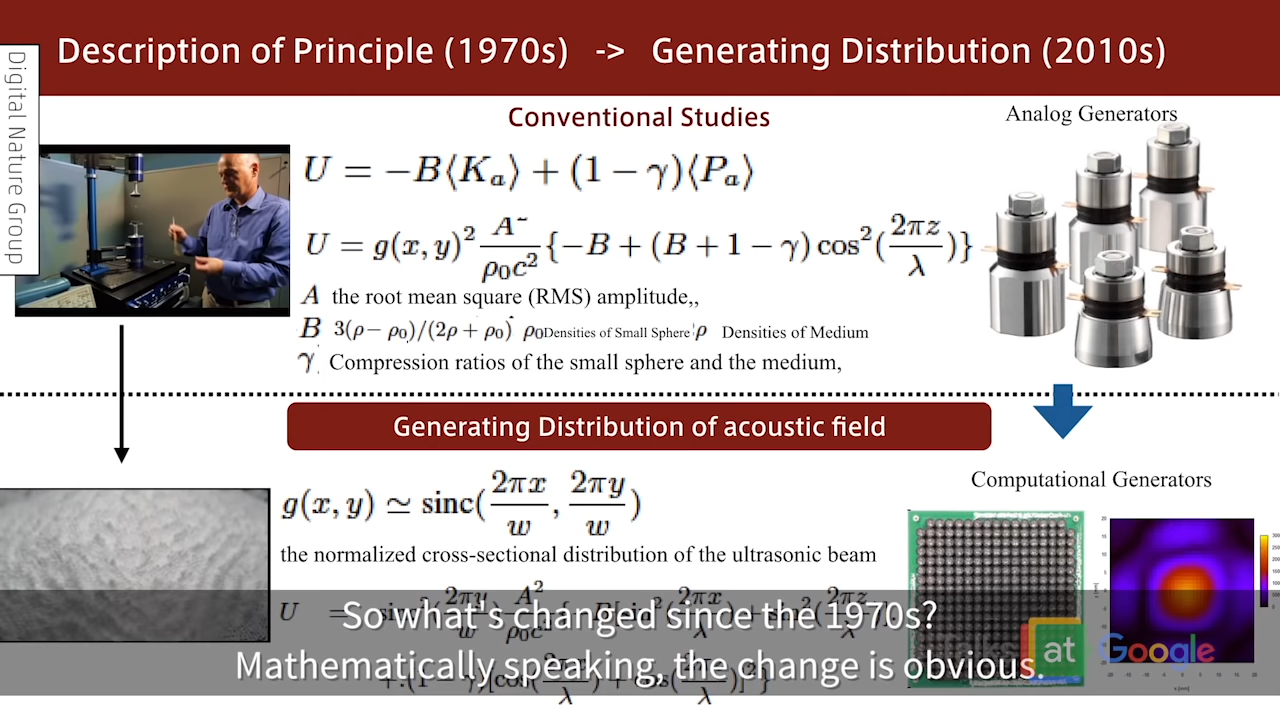 Description of Principle (1970s) -> Generating Distribution (2010s)
Digital Nature Group
Conventional Studies
Analog Generators
U = −B⟨Kₐ⟩ + (1 − γ)⟨Pₐ⟩
U = g(x, y)² A²/ρ₀c² {−B + (B + 1 − γ) cos²(2πz/λ)}
A the root mean square (RMS) amplitude,,
B 3(ρ − ρ₀)/(2ρ + ρ₀) ρ₀Densities of Small Sphere ρ Densities of Medium
γ Compression ratios of the small sphere and the medium,
Generating Distribution of acoustic field
Computational Generators
g(x, y) ≃ sinc(2πx/w, 2πy/w)
the normalized cross-sectional distribution of the ultrasonic beam
So what's changed since the 1970s?
Mathematically speaking, the change is obvious.
at Google